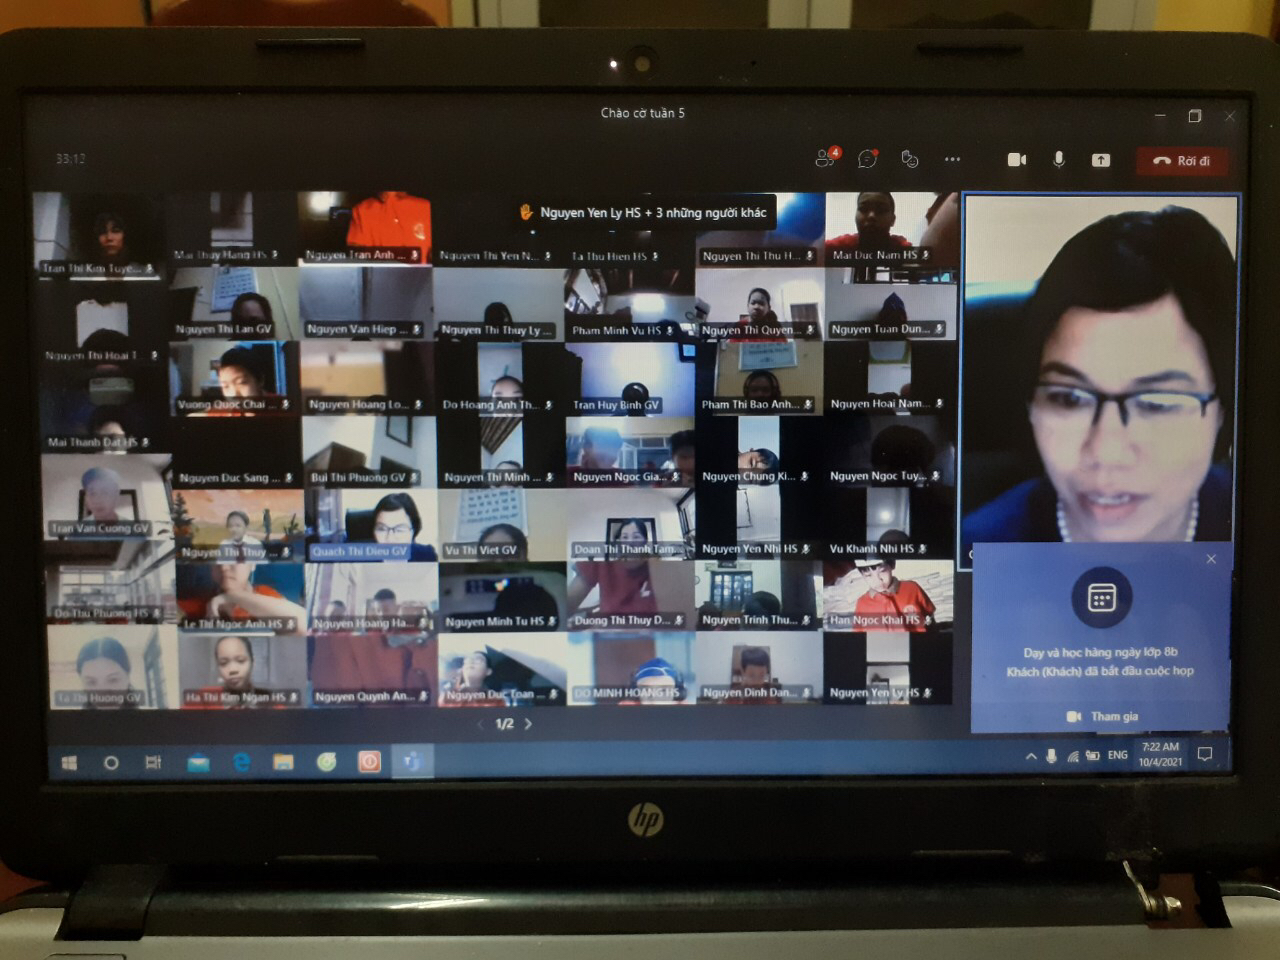 Chào cờ tuần 5
33:12
4
Rời đi
Nguyen Yen Ly HS + 3 những người khác
Tran Thi Kim Tuye...
Mai Thuy Hang HS
Nguyen Tran Anh ...
Nguyen Thi Yen N...
Ta Thu Hien HS
Nguyen Thi Thu H...
Mai Duc Nam HS
Nguyen Thi Hoai T...
Nguyen Thi Lan GV
Nguyen Van Hiep ...
Nguyen Thi Thuy Ly ...
Pham Minh Vu HS
Nguyen Thi Quyen...
Nguyen Tuan Dun...
Mai Thanh Dat HS
Vuong Quoc Chai ...
Nguyen Hoang Lo...
Do Hoang Anh Th...
Tran Huy Binh GV
Pham Thi Bao Anh...
Nguyen Hoai Nam...
Nguyen Duc Sang ...
Bui Thi Phuong GV
Nguyen Thi Minh ...
Nguyen Ngoc Gia...
Nguyen Chung Ki...
Nguyen Ngoc Tuy...
Tran Van Cuong GV
Nguyen Thi Thuy ...
Quach Thi Dieu GV
Vu Thi Viet GV
Doan Thi Thanh Tam...
Nguyen Yen Nhi HS
Vu Khanh Nhi HS
Do Thu Phuong HS
Le Thi Ngoc Anh HS
Nguyen Hoang Ha...
Nguyen Minh Tu HS
Duong Thi Thuy D...
Nguyen Trinh Thu...
Han Ngoc Khai HS
Ta Thi Huong GV
Ha Thi Kim Ngan HS
Nguyen Quynh An...
Nguyen Duc Toan ...
DO MINH HOANG HS
Nguyen Dinh Dan...
Nguyen Yen Ly HS
1/2
Dạy và học hàng ngày lớp 8b
Khách (Khách) đã bắt đầu cuộc họp
Tham gia
ENG
7:22 AM
10/4/2021
hp